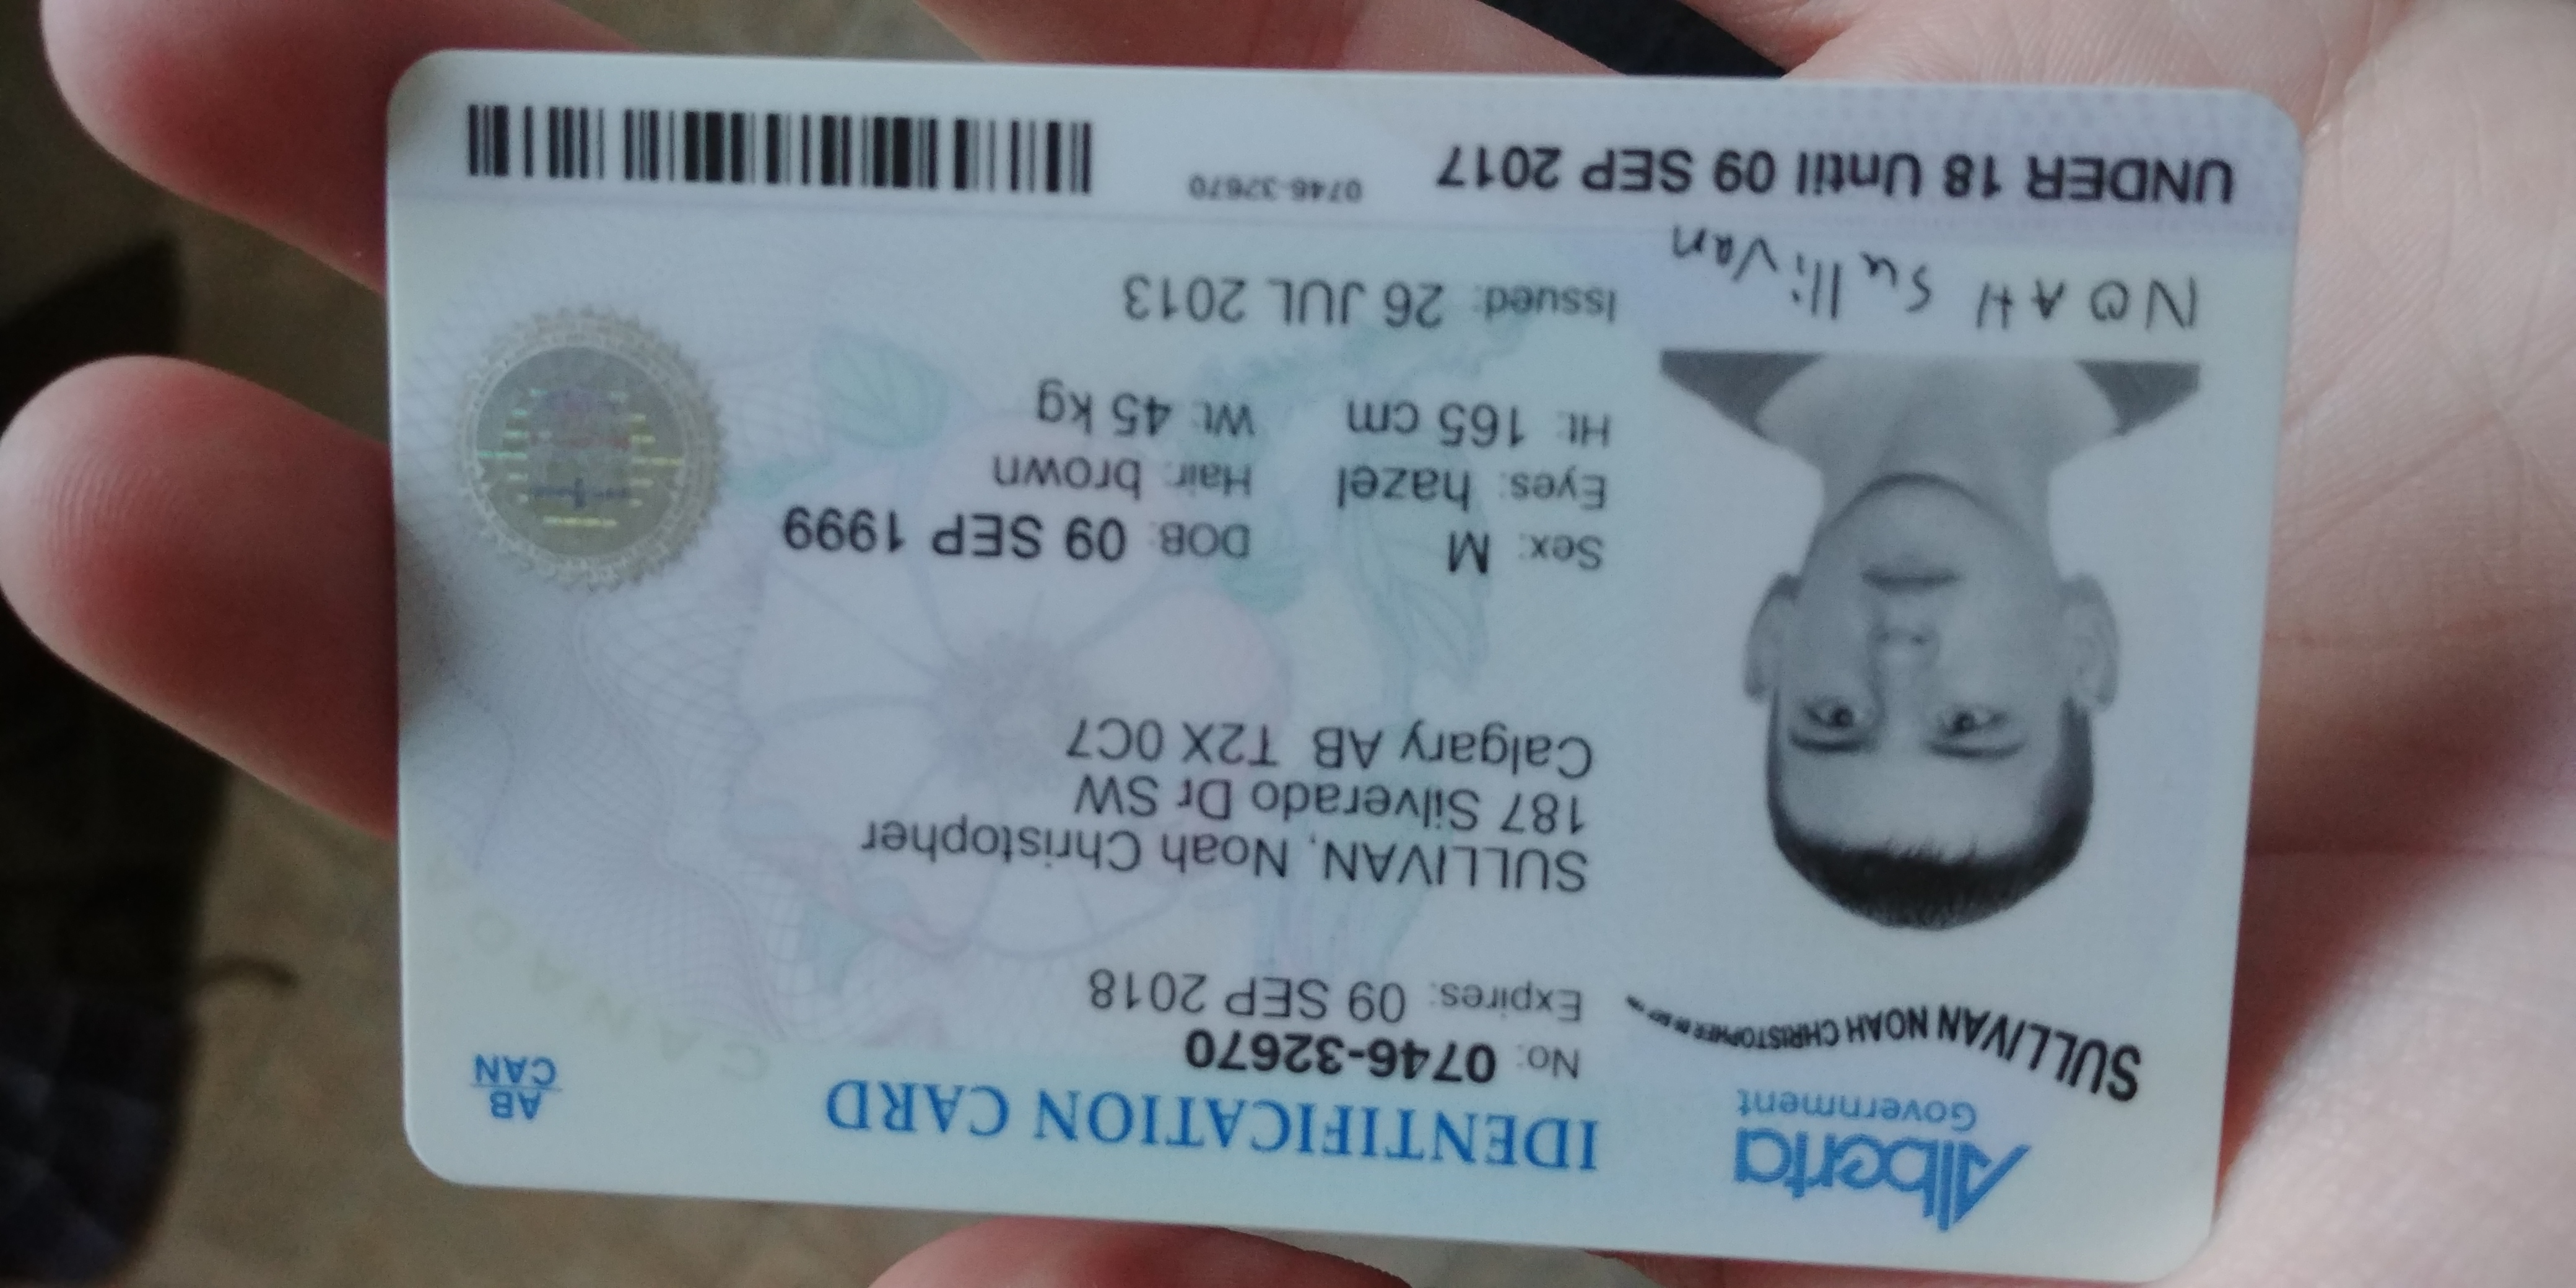 Alberta
Government
IDENTIFICATION CARD
AB
CAN
No: 0746-32670
Expires: 09 SEP 2018
SULLIVAN NOAH CHRISTOPHER
CANADA
SULLIVAN, Noah Christopher
187 Silverado Dr SW
Calgary AB T2X 0C7
Sex: M DOB: 09 SEP 1999
Eyes: hazel Hair: brown
Ht: 165 cm Wt: 45 kg
Issued: 26 JUL 2013
NOAH Sullivan
UNDER 18 Until 09 SEP 2017
0746-32670